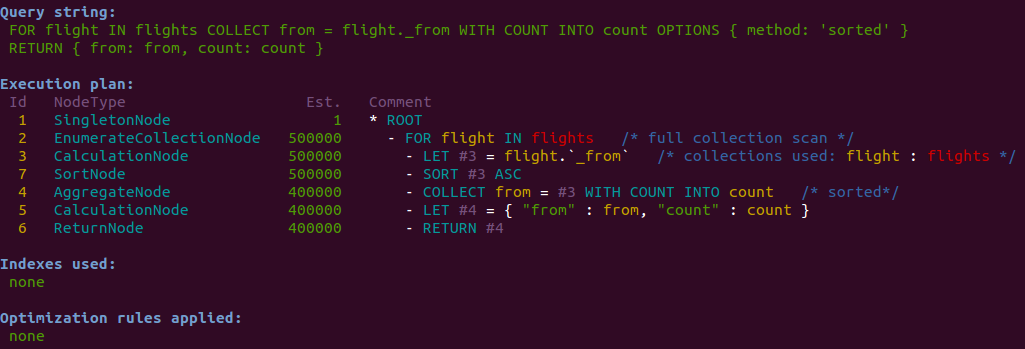 Query string:
 FOR flight IN flights COLLECT from = flight._from WITH COUNT INTO count OPTIONS { method: 'sorted' }
 RETURN { from: from, count: count }

Execution plan:
 Id   NodeType                     Est.   Comment
  1   SingletonNode                   1   * ROOT
  2   EnumerateCollectionNode    500000     - FOR flight IN flights   /* full collection scan */
  3   CalculationNode            500000       - LET #3 = flight.`_from`   /* collections used: flight : flights */
  7   SortNode                   500000       - SORT #3 ASC
  4   AggregateNode              400000       - COLLECT from = #3 WITH COUNT INTO count   /* sorted*/
  5   CalculationNode            400000       - LET #4 = { "from" : from, "count" : count }
  6   ReturnNode                 400000       - RETURN #4

Indexes used:
 none

Optimization rules applied:
 none